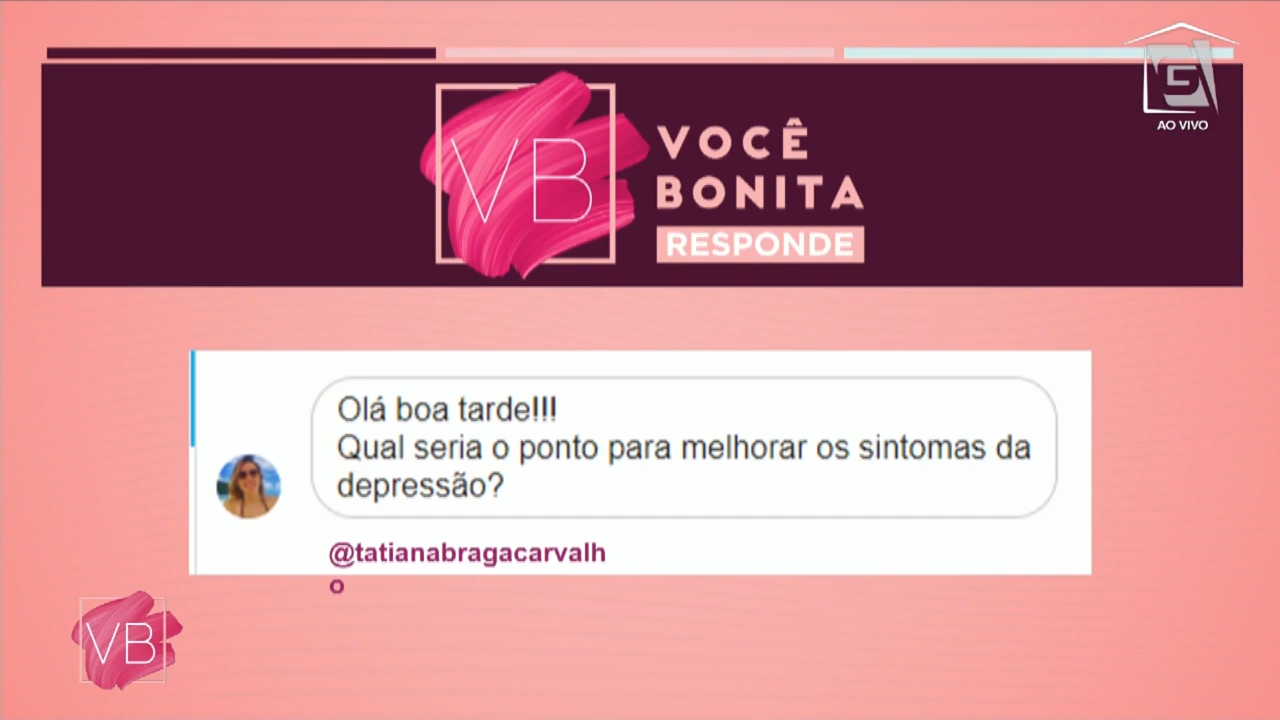 AO VIVO
VB
VOCÊ
BONITA
RESPONDE
Olá boa tarde!!!
Qual seria o ponto para melhorar os sintomas da
depressão?
@tatianabragacarvalh
o
VB